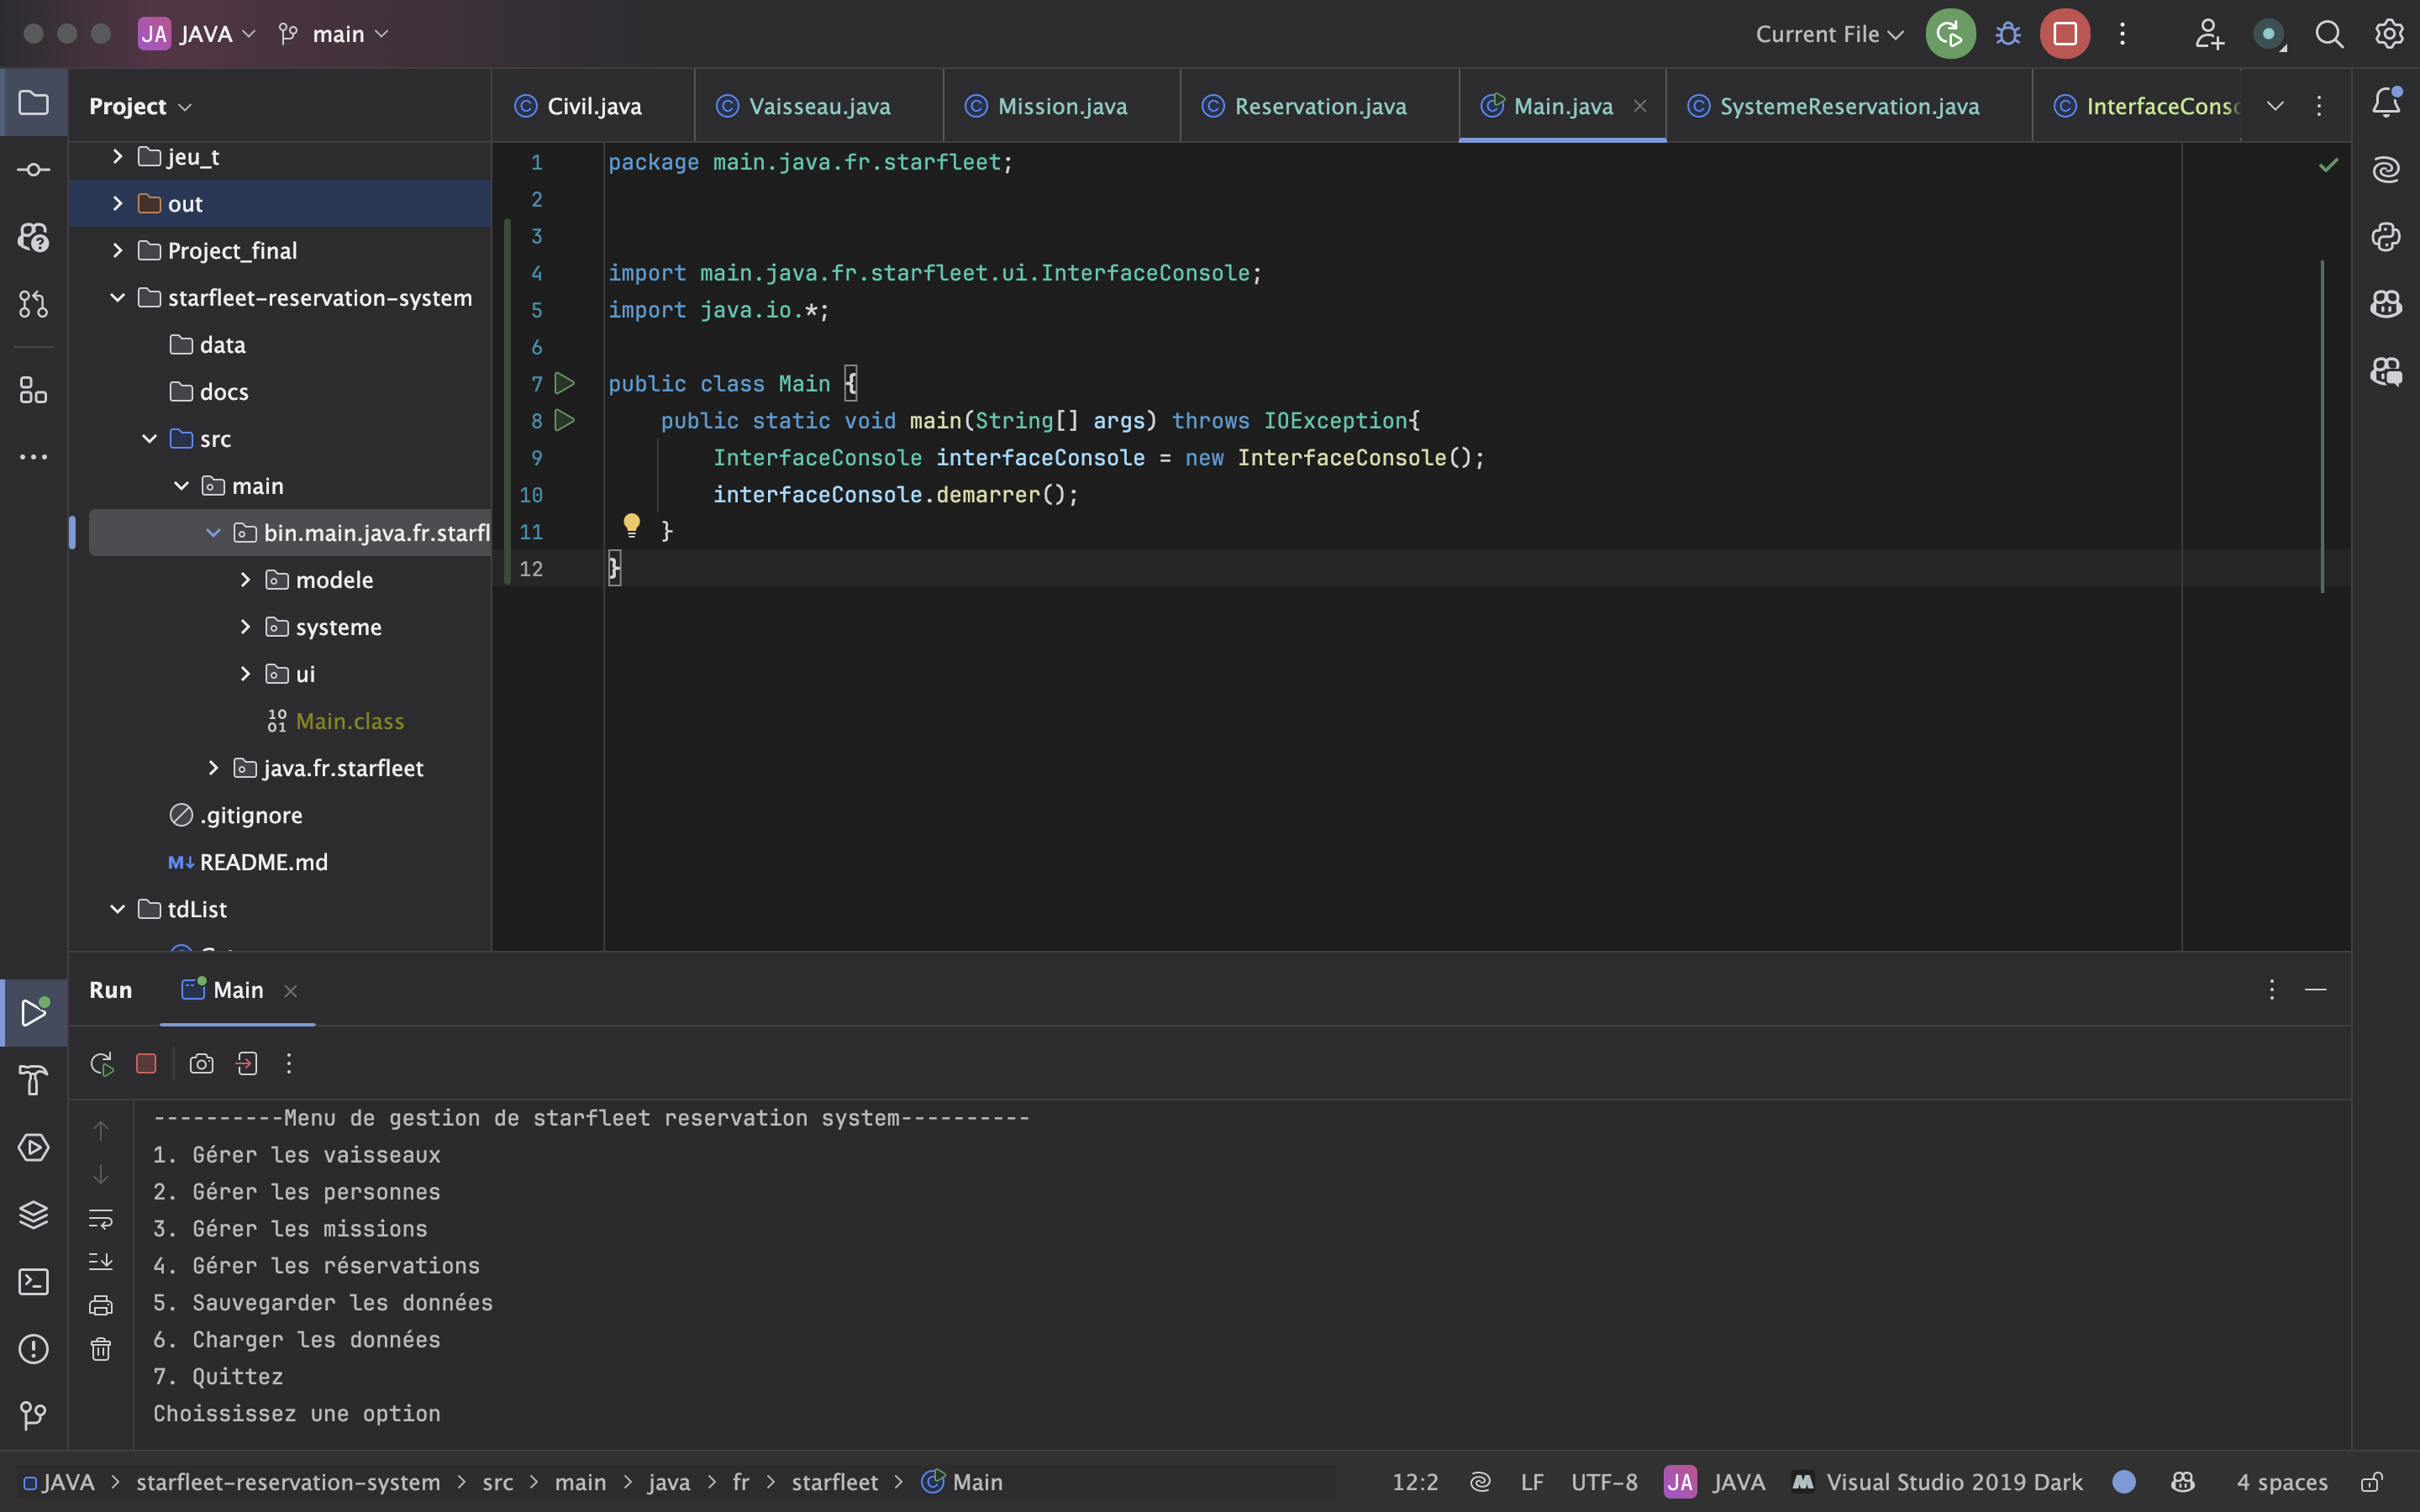 JA JAVA main Current File
Project
Civil.java Vaisseau.java Mission.java Reservation.java Main.java SystemeReservation.java InterfaceConsc
jeu_t
out
Project_final
starfleet-reservation-system
data
docs
src
main
bin.main.java.fr.starfl
modele
systeme
ui
Main.class
java.fr.starfleet
.gitignore
README.md
tdList
1 package main.java.fr.starfleet;
2
3
4 import main.java.fr.starfleet.ui.InterfaceConsole;
5 import java.io.*;
6
7 public class Main {
8 public static void main(String[] args) throws IOException{
9 InterfaceConsole interfaceConsole = new InterfaceConsole();
10 interfaceConsole.demarrer();
11 }
12 }
Run Main
----------Menu de gestion de starfleet reservation system----------
1. Gérer les vaisseaux
2. Gérer les personnes
3. Gérer les missions
4. Gérer les réservations
5. Sauvegarder les données
6. Charger les données
7. Quittez
Choississez une option
JAVA > starfleet-reservation-system > src > main > java > fr > starfleet > Main 12:2 LF UTF-8 JA JAVA Visual Studio 2019 Dark 4 spaces